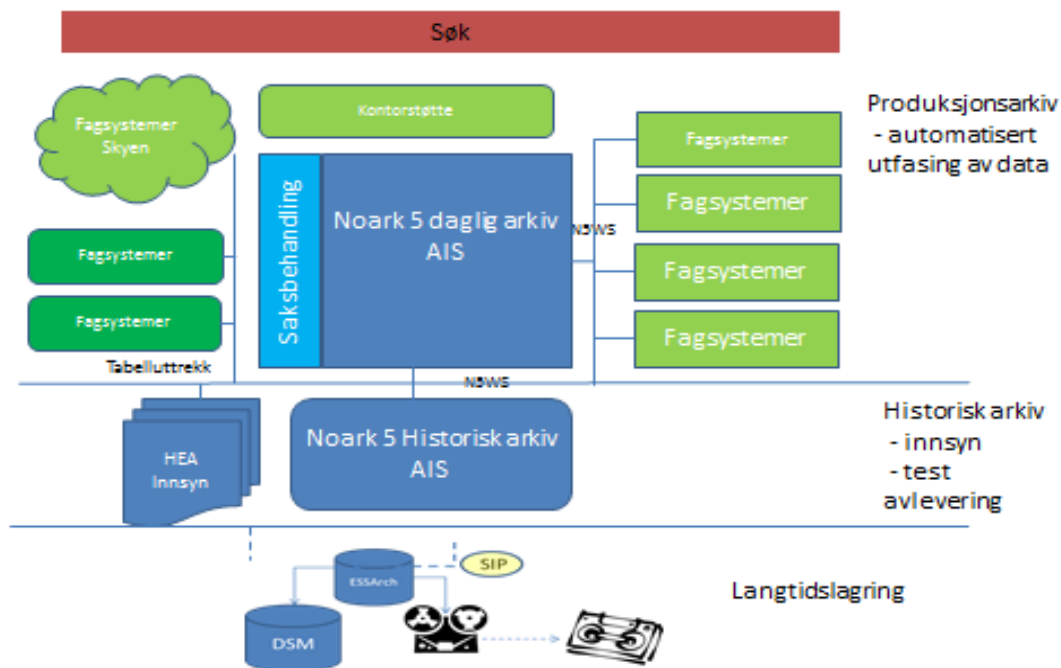 Søk
Fagsystemer
Skyen
Kontorstøtte
Produksjonsarkiv
- automatisert
utfasing av data
Fagsystemer
Saksbehandling
Noark 5 daglig arkiv
AIS
Fagsystemer
N5WS
Fagsystemer
Fagsystemer
Fagsystemer
Fagsystemer
Tabelluttrekk
N5WS
HEA
Innsyn
Noark 5 Historisk arkiv
AIS
Historisk arkiv
- innsyn
- test
avlevering
ESSArch
SIP
DSM
Langtidslagring